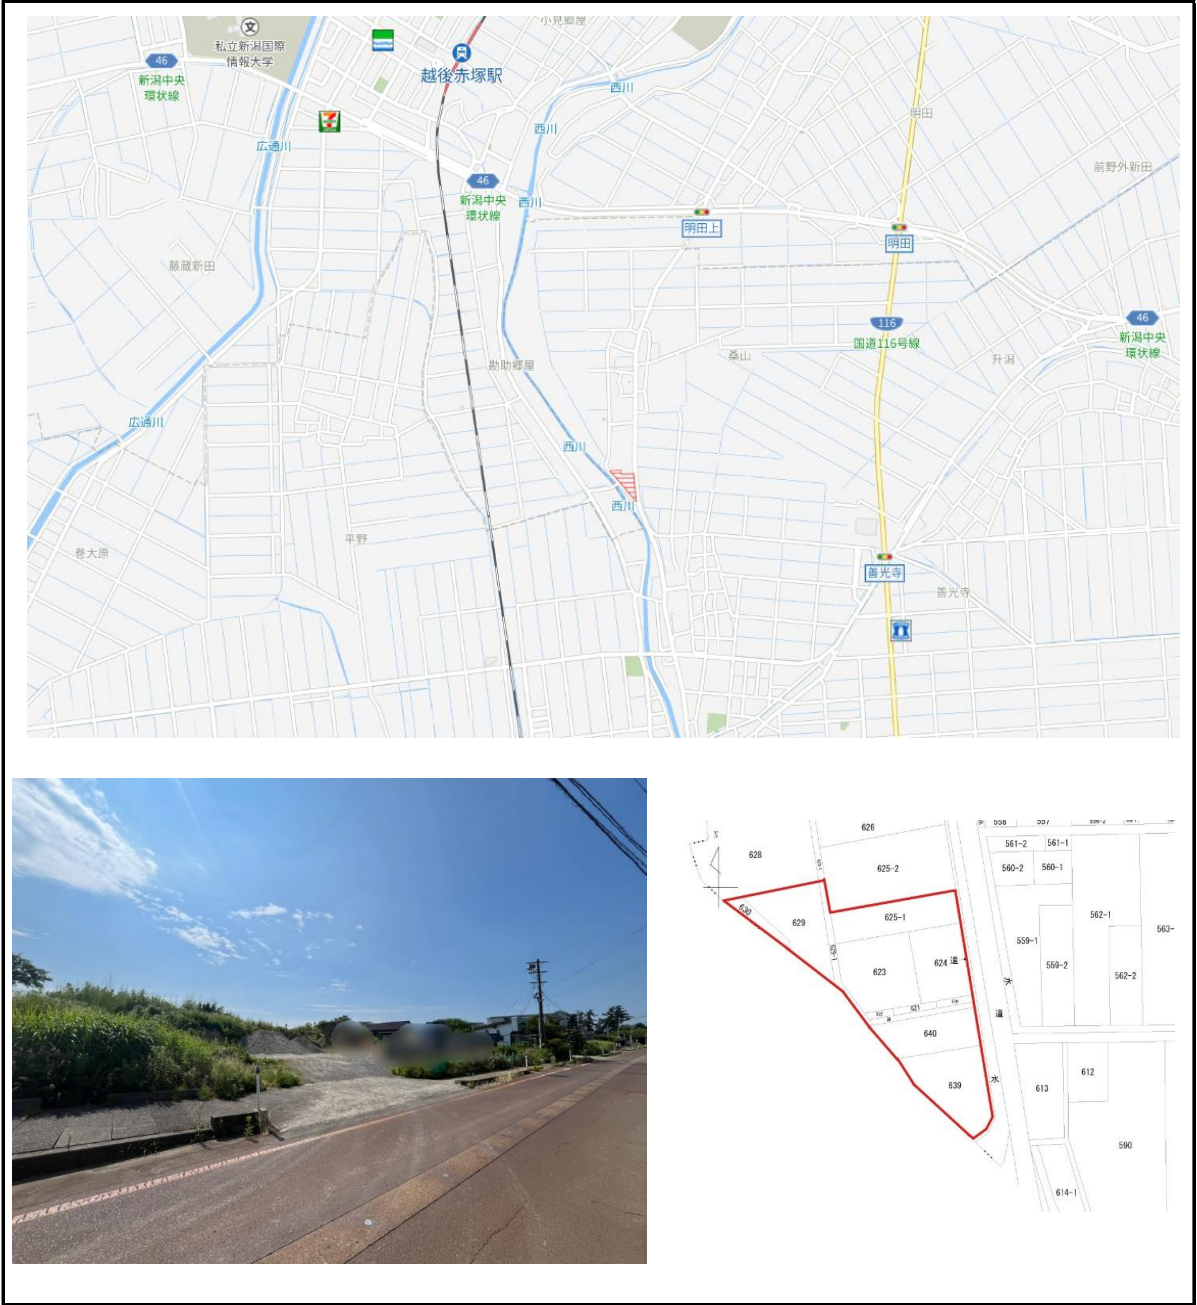 小見郷屋
私立新潟国際
情報大学
越後赤塚駅
46
新潟中央
環状線
西川
明田
西川
広通川
前野外新田
46
新潟中央
環状線
西川
明田上
明田
藤蔵新田
46
新潟中央
環状線
116
国道116号線
桑山
升潟
勘助郷屋
広通川
西川
西川
平野
巻大原
善光寺
善光寺
626
558
557
556-2
628
625-2
561-2
561-1
560-2
560-1
630
629
625-1
562-1
563-
559-1
559-2
562-2
629-1
623
624
道
水
621
道
640
639
水
613
612
590
614-1